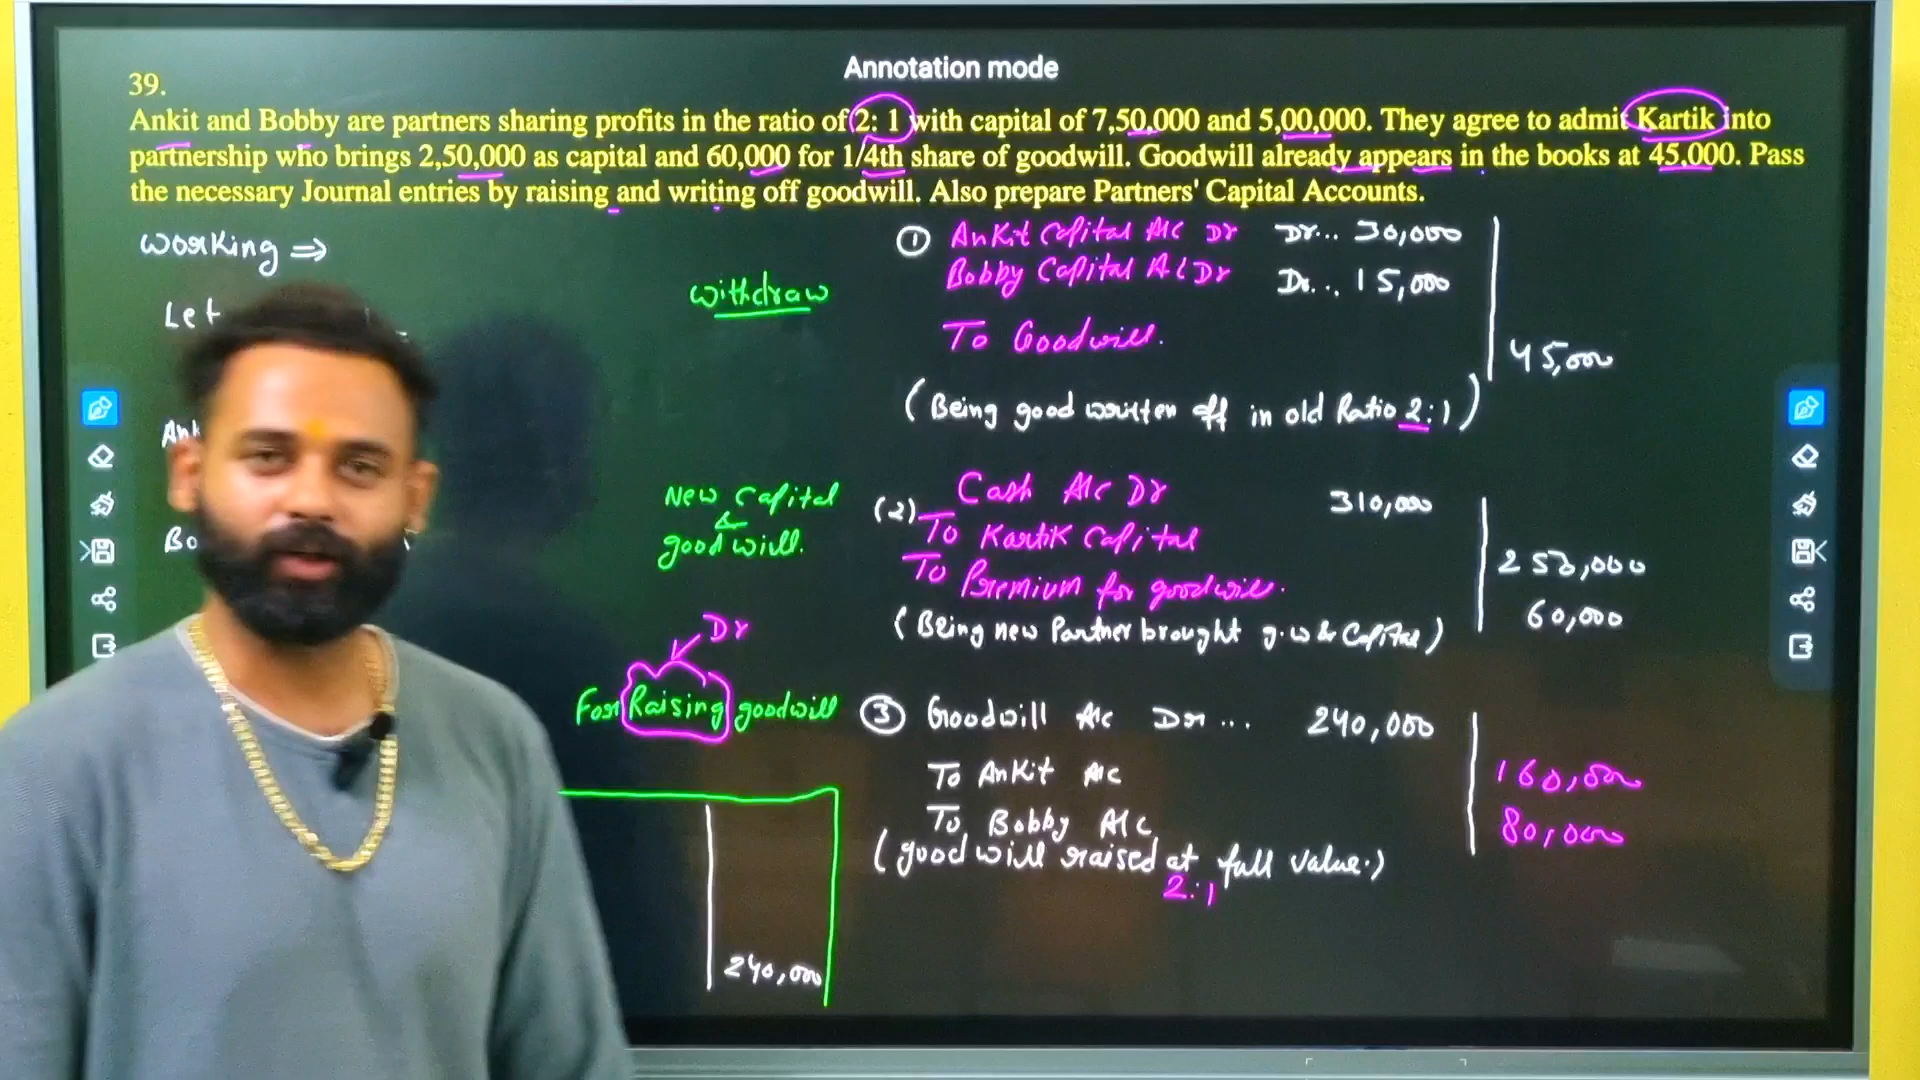 Annotation mode
39.
Ankit and Bobby are partners sharing profits in the ratio of 2: 1 with capital of 7,50,000 and 5,00,000. They agree to admit Kartik into
partnership who brings 2,50,000 as capital and 60,000 for 1/4th share of goodwill. Goodwill already appears in the books at 45,000. Pass
the necessary Journal entries by raising and writing off goodwill. Also prepare Partners' Capital Accounts.
Working ⇒
Let
Ank
Bo
withdraw
① Ankit Capital A/c Dr Dr... 30,000
Bobby Capital A/c Dr Dr... 15,000
To Goodwill. 45,000
(Being good written off in old Ratio 2:1)
New Capital
&
goodwill.
(2) Cash A/c Dr 310,000
To Kartik Capital 250,000
To Premium for goodwill. 60,000
(Being new Partner brought g.w & Capital)
Dr
For Raising goodwill
③ Goodwill A/c Dr... 240,000
To Ankit A/c 160,000
To Bobby A/c 80,000
(goodwill raised at full value.)
2:1
240,000